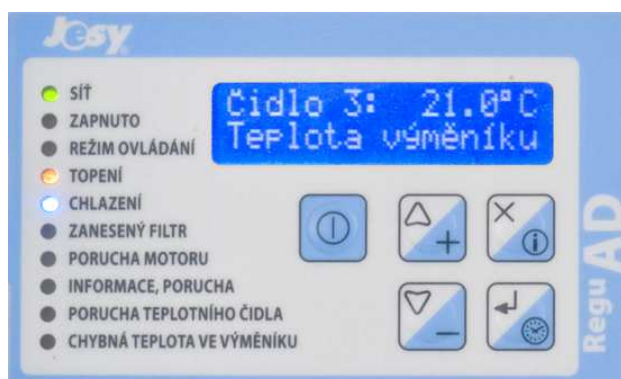 Jesy
SÍŤ
ZAPNUTO
REŽIM OVLÁDÁNÍ
TOPENÍ
CHLAZENÍ
ZANESENÝ FILTR
PORUCHA MOTORU
INFORMACE, PORUCHA
PORUCHA TEPLOTNÍHO ČIDLA
CHYBNÁ TEPLOTA VE VÝMĚNÍKU
Čidlo 3: 21.0°C
Teplota výměníku
Regu AD